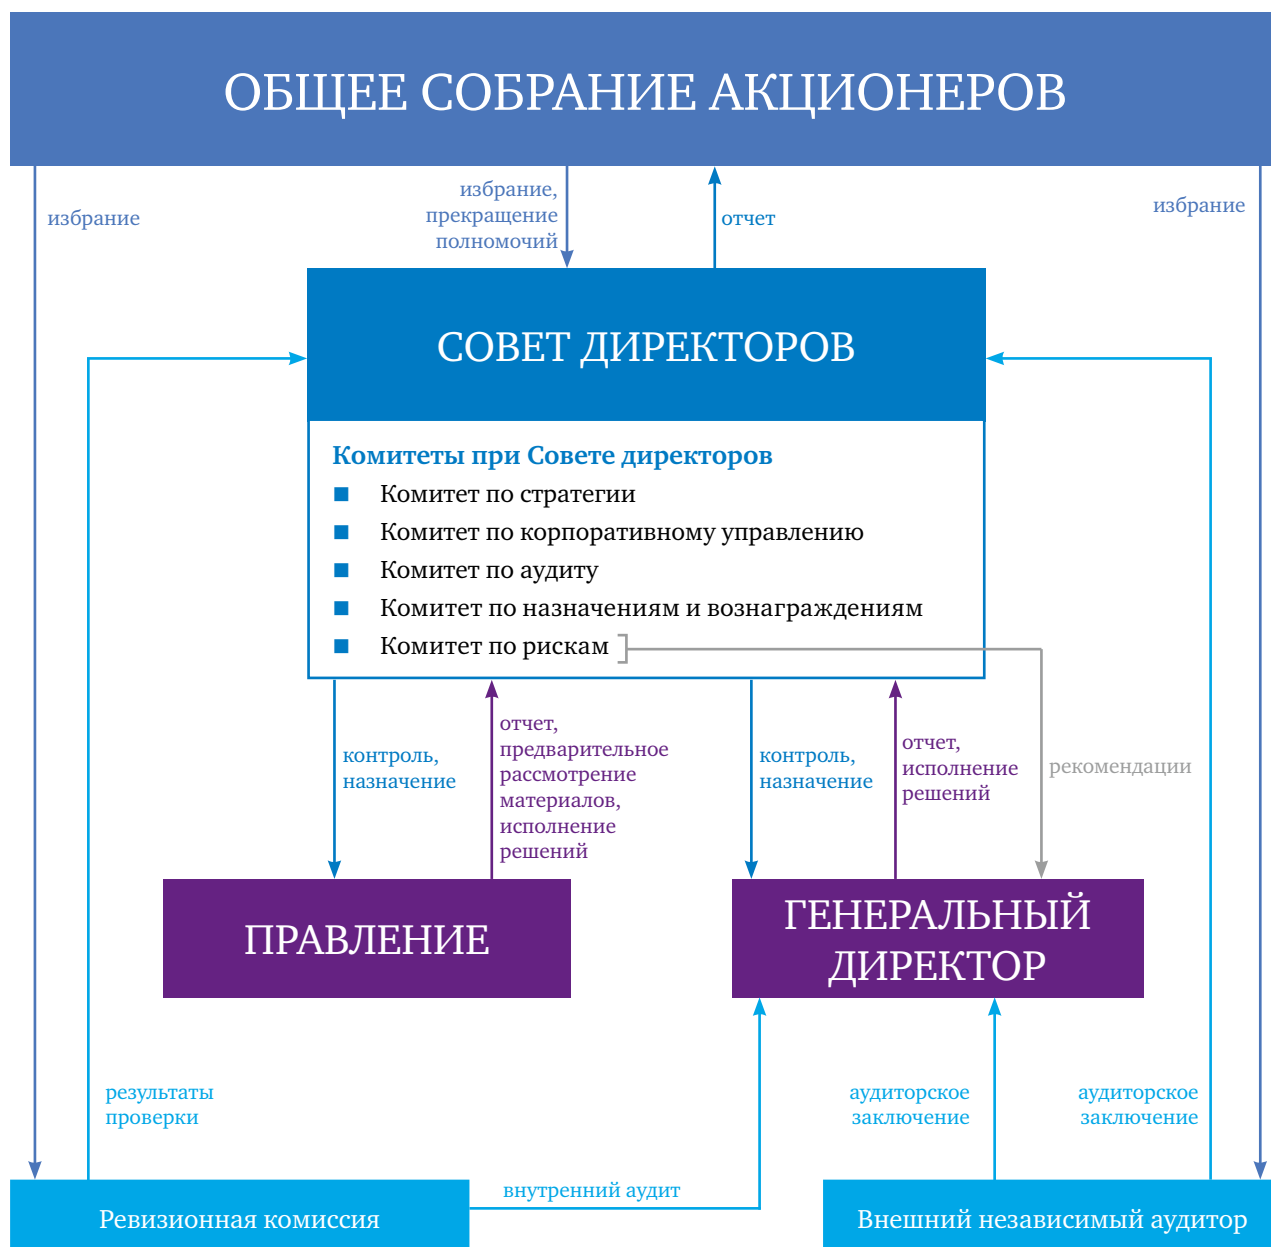 ОБЩЕЕ СОБРАНИЕ АКЦИОНЕРОВ
избрание
избрание,
прекращение
полномочий
отчет
избрание
СОВЕТ ДИРЕКТОРОВ
Комитеты при Совете директоров
Комитет по стратегии
Комитет по корпоративному управлению
Комитет по аудиту
Комитет по назначениям и вознаграждениям
Комитет по рискам
контроль,
назначение
отчет,
предварительное
рассмотрение
материалов,
исполнение
решений
контроль,
назначение
отчет,
исполнение
решений
рекомендации
ПРАВЛЕНИЕ
ГЕНЕРАЛЬНЫЙ
ДИРЕКТОР
результаты
проверки
аудиторское
заключение
аудиторское
заключение
внутренний аудит
Ревизионная комиссия
Внешний независимый аудитор